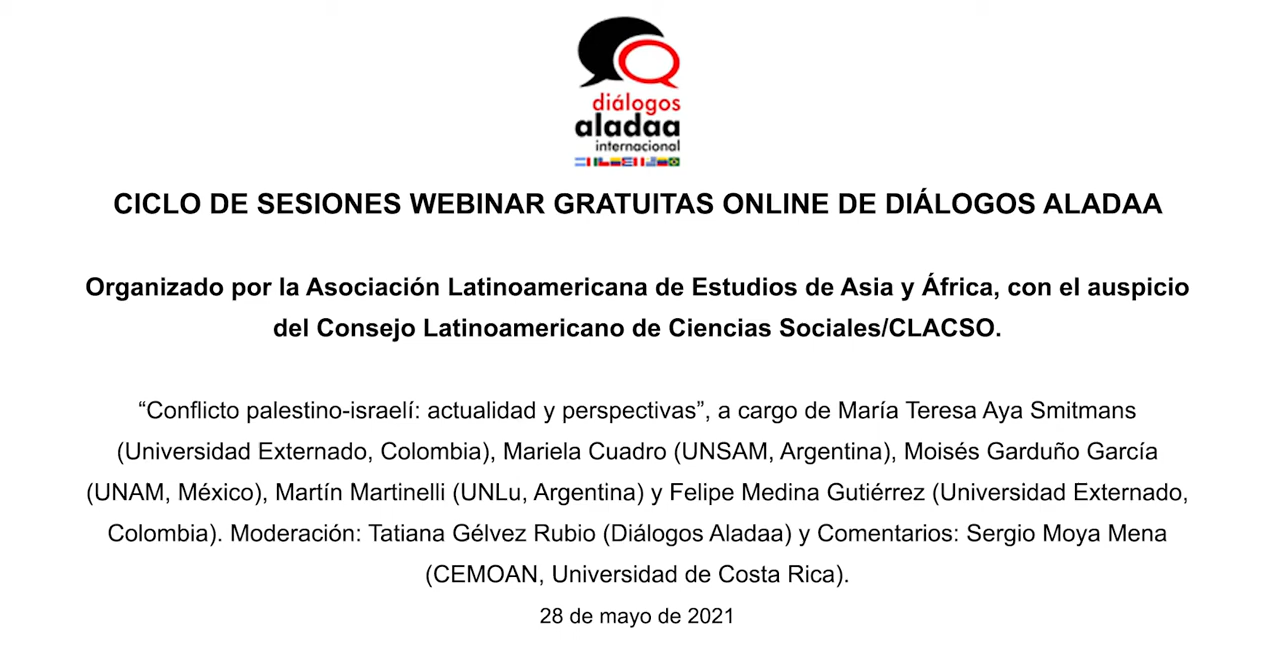 diálogos
aladaa
internacional
CICLO DE SESIONES WEBINAR GRATUITAS ONLINE DE DIÁLOGOS ALADAA
Organizado por la Asociación Latinoamericana de Estudios de Asia y África, con el auspicio
del Consejo Latinoamericano de Ciencias Sociales/CLACSO.
“Conflicto palestino-israelí: actualidad y perspectivas”, a cargo de María Teresa Aya Smitmans
(Universidad Externado, Colombia), Mariela Cuadro (UNSAM, Argentina), Moisés Garduño García
(UNAM, México), Martín Martinelli (UNLu, Argentina) y Felipe Medina Gutiérrez (Universidad Externado,
Colombia). Moderación: Tatiana Gélvez Rubio (Diálogos Aladaa) y Comentarios: Sergio Moya Mena
(CEMOAN, Universidad de Costa Rica).
28 de mayo de 2021